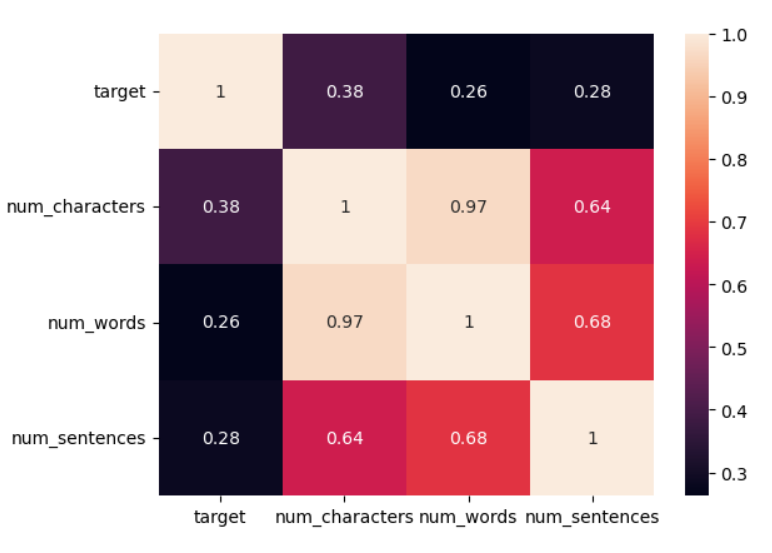 target 1 0.38 0.26 0.28
num_characters 0.38 1 0.97 0.64
num_words 0.26 0.97 1 0.68
num_sentences 0.28 0.64 0.68 1
target num_characters num_words num_sentences
1.0
0.9
0.8
0.7
0.6
0.5
0.4
0.3